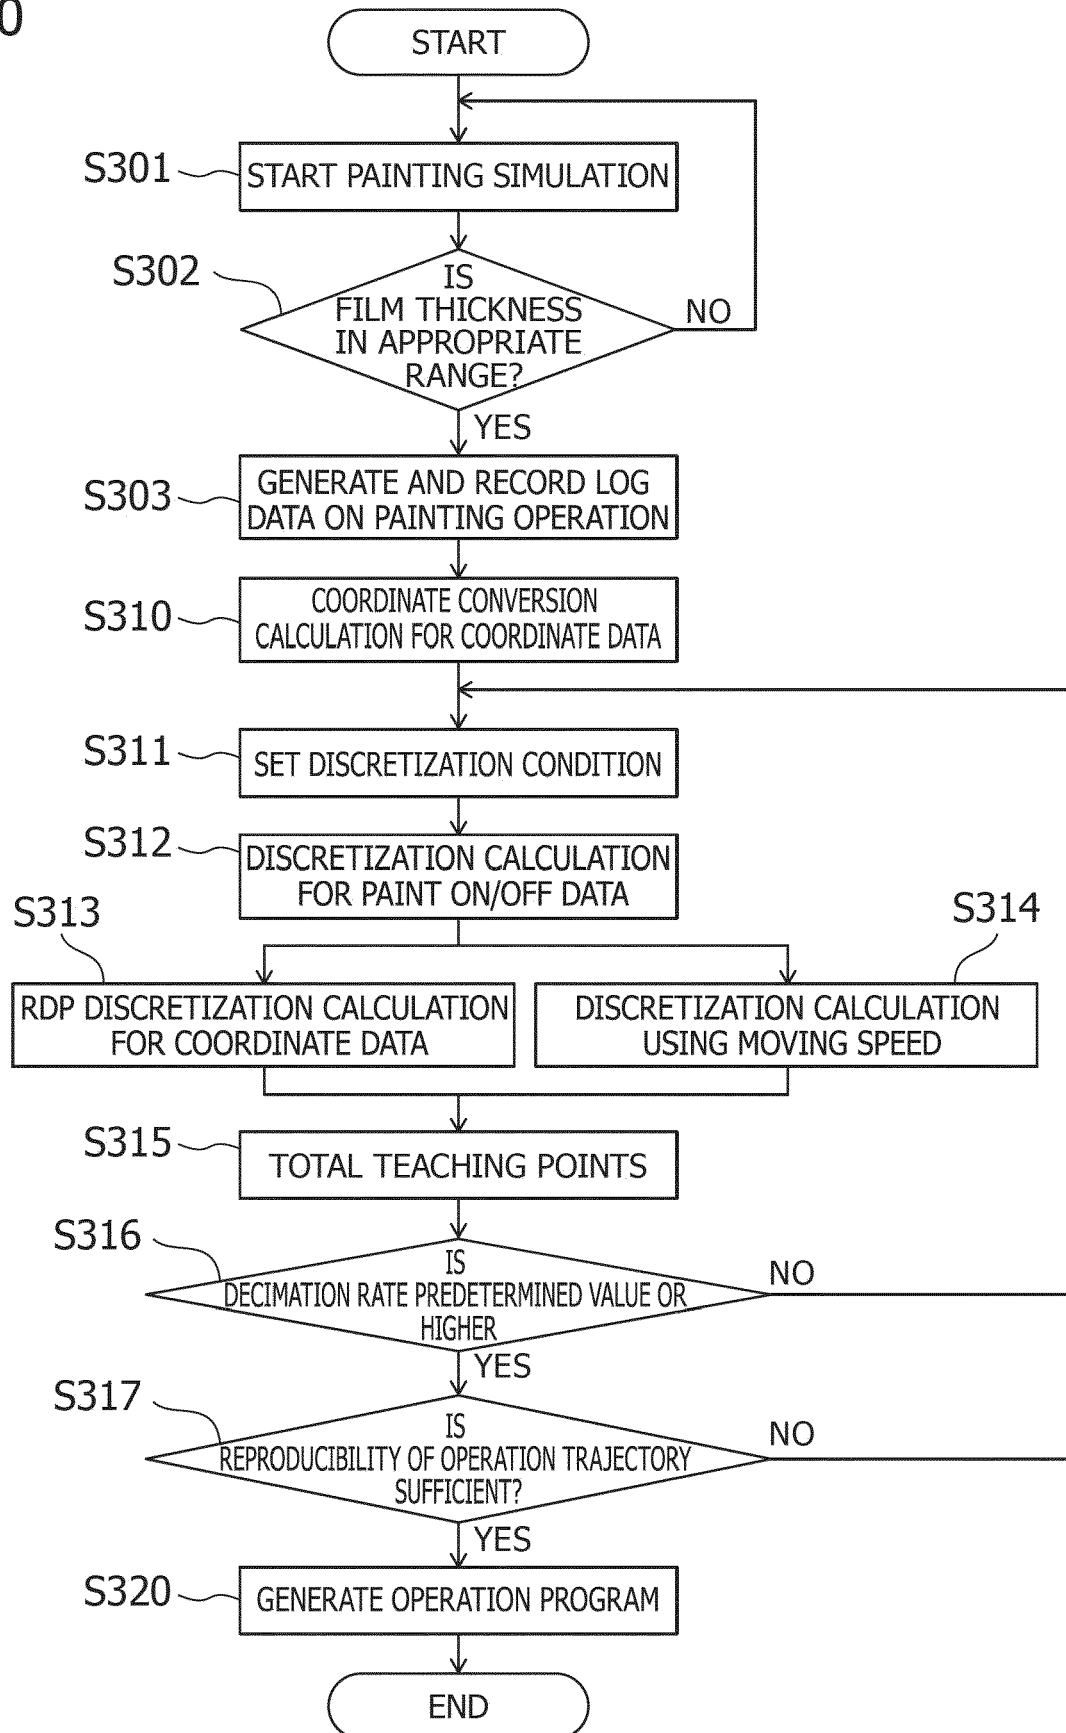 0
START
S301
START PAINTING SIMULATION
S302
IS
FILM THICKNESS
IN APPROPRIATE
RANGE?
NO
YES
S303
GENERATE AND RECORD LOG
DATA ON PAINTING OPERATION
S310
COORDINATE CONVERSION
CALCULATION FOR COORDINATE DATA
S311
SET DISCRETIZATION CONDITION
S312
DISCRETIZATION CALCULATION
FOR PAINT ON/OFF DATA
S313
RDP DISCRETIZATION CALCULATION
FOR COORDINATE DATA
S314
DISCRETIZATION CALCULATION
USING MOVING SPEED
S315
TOTAL TEACHING POINTS
S316
IS
DECIMATION RATE PREDETERMINED VALUE OR
HIGHER
NO
YES
S317
IS
REPRODUCIBILITY OF OPERATION TRAJECTORY
SUFFICIENT?
NO
YES
S320
GENERATE OPERATION PROGRAM
END